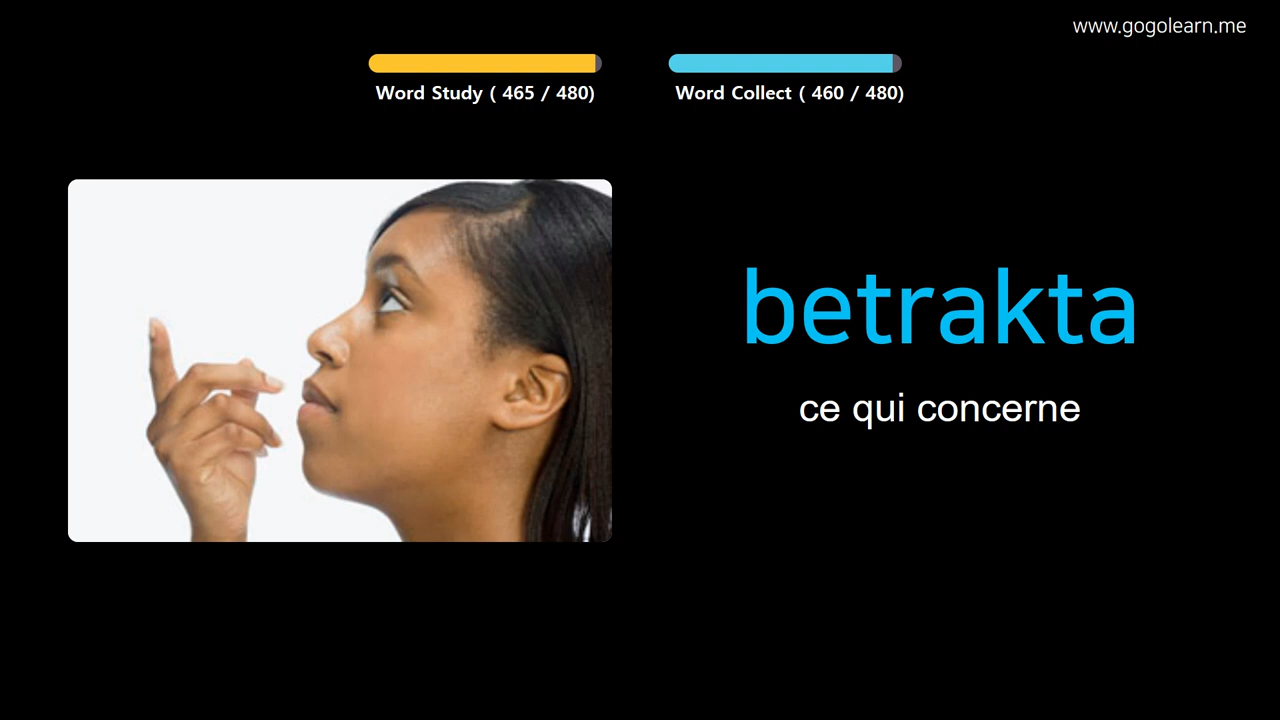 www.gogolearn.me
Word Study ( 465 / 480)
Word Collect ( 460 / 480)
betrakta
ce qui concerne